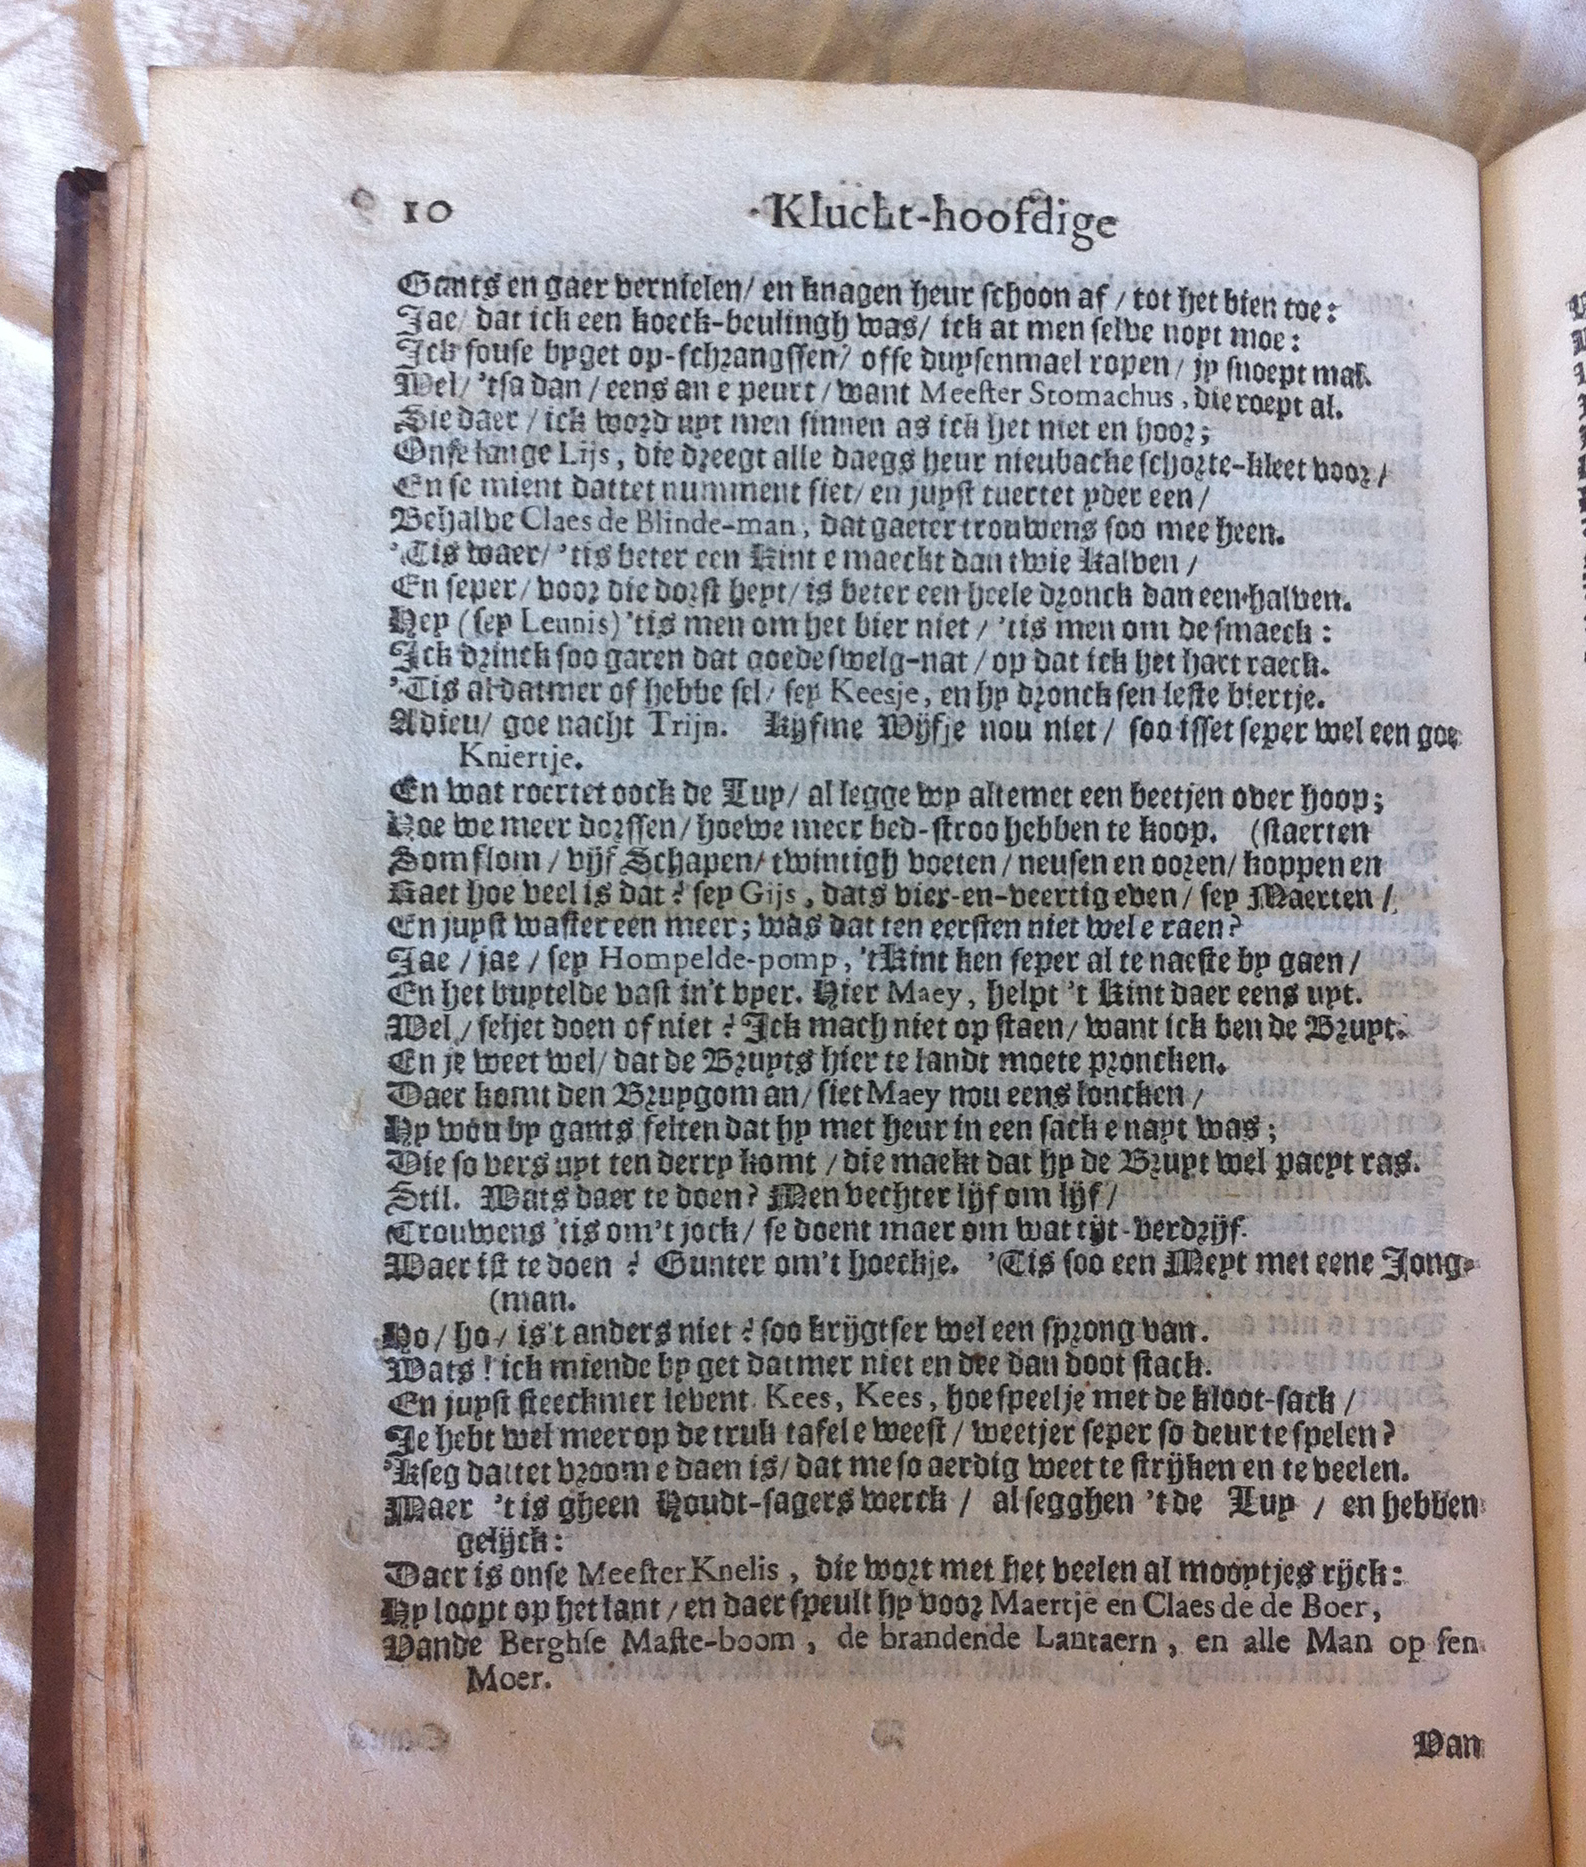 10 Klucht-hoofdige
Gants en gaer vernielen/ en knagen heur schoon af / tot het bien toe:
Jae/ dat ick een koeck-beulingh was/ ick at men selve noyt moe:
Ick souse byget op-schrangssen/ offe duysenmael ropen / jy snoept mal.
Wel/ 'tsa dan / eens an e peurt / want Meester Stomachus, die roept al.
Sie daer / ick word uyt men sinnen as ick het niet en hoor;
Onse lange Lijs, die dreegt alle daegs heur nieubacke schorte-kleet voor/
En se mient dattet numment siet/ en juyst tuertet yder een/
Behalve Claes de Blinde-man, dat gaeter trouwens soo mee heen.
'Tis waer/ 'tis beter een Kint e maeckt dan twie Kalven /
En seper/ voor die dorst heyt/ is beter een heele dronck dan een halven.
Hey (sey Leunis) 'tis men om het bier niet / 'tis men om de smaeck:
Ick drinck soo garen dat goede swelg-nat / op dat ick het hart raeck.
'Tis al datmer of hebbe sel/ sey Keesje, en hy dronck sen leste biertje.
Adieu/ goe nacht Trijn. Kijfme Wijfje nou niet / soo isset seper wel een goe
Kniertje.
En wat roertet oock de Luy/ al legge wy altemet een beetjen over hoop;
Hoe we meer dorssen/ hoewe meer bed-stroo hebben te koop. (staerten
Somslom / vijf Schapen/ twintigh voeten / neusen en ooren/ koppen en
Raet hoe veel is dat? sey Gijs, dats vier-en-veertig even / sey Maerten /
En juyst waster een meer; was dat ten eersten niet wel e raen?
Jae / jae / sey Hompelde-pomp, 'tKint ken seper al te naeste by gaen /
En het buytelde vast in't vyer. Hier Maey, helpt 't Kint daer eens uyt.
Wel / seljet doen of niet? Ick mach niet op staen/ want ick ben de Bruyt.
En je weet wel/ dat de Bruyts hier te landt moete proncken.
Daer komt den Bruygom an/ siet Maey nou eens loncken /
Hy wou by gants felten dat hy met heur in een sack e nayt was;
Die so vers uyt ten derry komt / die maekt dat hy de Bruyt wel paeyt ras.
Stil. Wats daer te doen? Men vechter lijf om lijf /
Trouwens 'tis om't jock / se doent maer om wat tijt-verdrijf.
Waer ist te doen? Gunter om't hoeckje. 'Tis soo een Meyt met eene Jong-
(man.
Ho / ho / is't anders niet? soo krijgtser wel een sprong van.
Wats! ick miende by get datmer niet en dee dan doot stack.
En juyst steeckmer levent. Kees, Kees, hoe speelje met de kloot-sack /
Je hebt wel meer op de truk tafel e weest / weetjer seper so deur te spelen?
'Kseg dattet vroom e daen is/ dat me so aerdig weet te strijken en te veelen.
Maer 't is gheen Houdt-sagers werck / al segghen 't de Luy / en hebben
gelijck:
Daer is onse Meester Knelis, die wort met het veelen al mooytjes rijck:
Hy loopt op het lant / en daer speult hy voor Maertje en Claes de de Boer,
Vande Berghse Maste-boom, de brandende Lantaern, en alle Man op sen
Moer.
Van